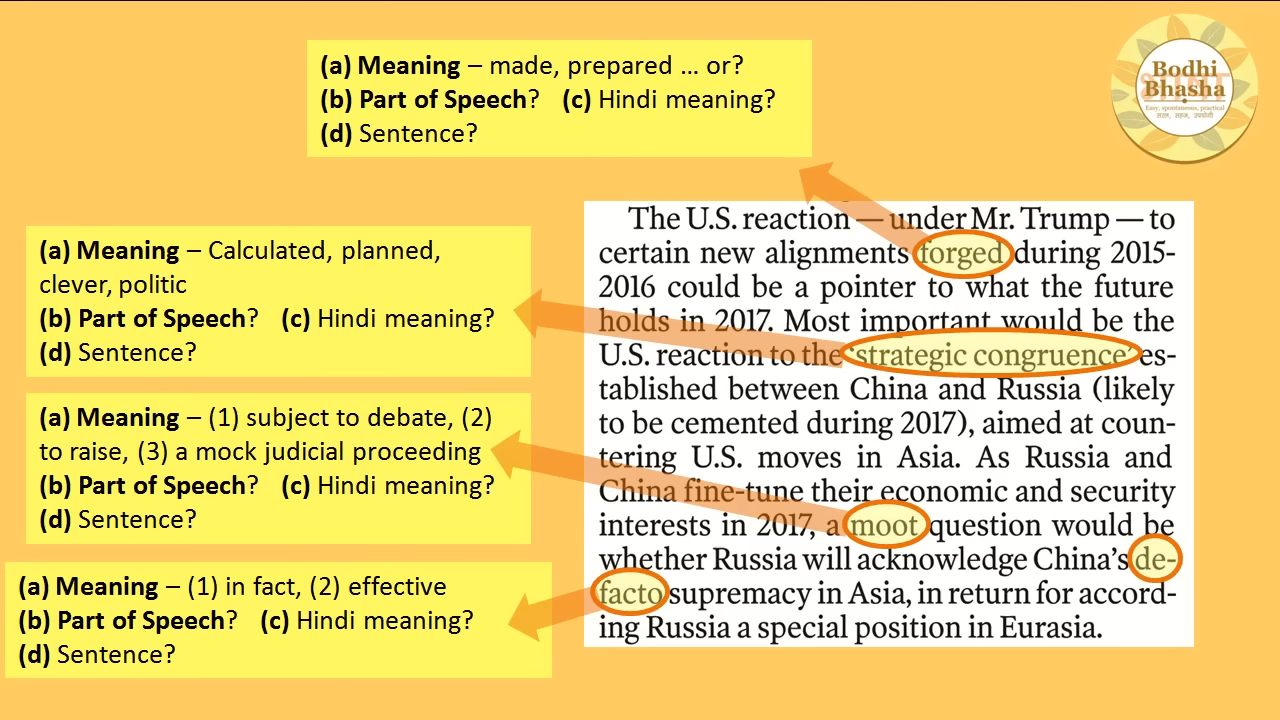 (a) Meaning – made, prepared … or?
(b) Part of Speech? (c) Hindi meaning?
(d) Sentence?
Bodhi
Bhasha
Easy, spontaneous, practical
सरल, सहज, उपयोगी
(a) Meaning – Calculated, planned,
clever, politic
(b) Part of Speech? (c) Hindi meaning?
(d) Sentence?
(a) Meaning – (1) subject to debate, (2)
to raise, (3) a mock judicial proceeding
(b) Part of Speech? (c) Hindi meaning?
(d) Sentence?
(a) Meaning – (1) in fact, (2) effective
(b) Part of Speech? (c) Hindi meaning?
(d) Sentence?
The U.S. reaction — under Mr. Trump — to
certain new alignments forged during 2015-
2016 could be a pointer to what the future
holds in 2017. Most important would be the
U.S. reaction to the ‘strategic congruence’ es-
tablished between China and Russia (likely
to be cemented during 2017), aimed at coun-
tering U.S. moves in Asia. As Russia and
China fine-tune their economic and security
interests in 2017, a moot question would be
whether Russia will acknowledge China’s de-
facto supremacy in Asia, in return for accord-
ing Russia a special position in Eurasia.